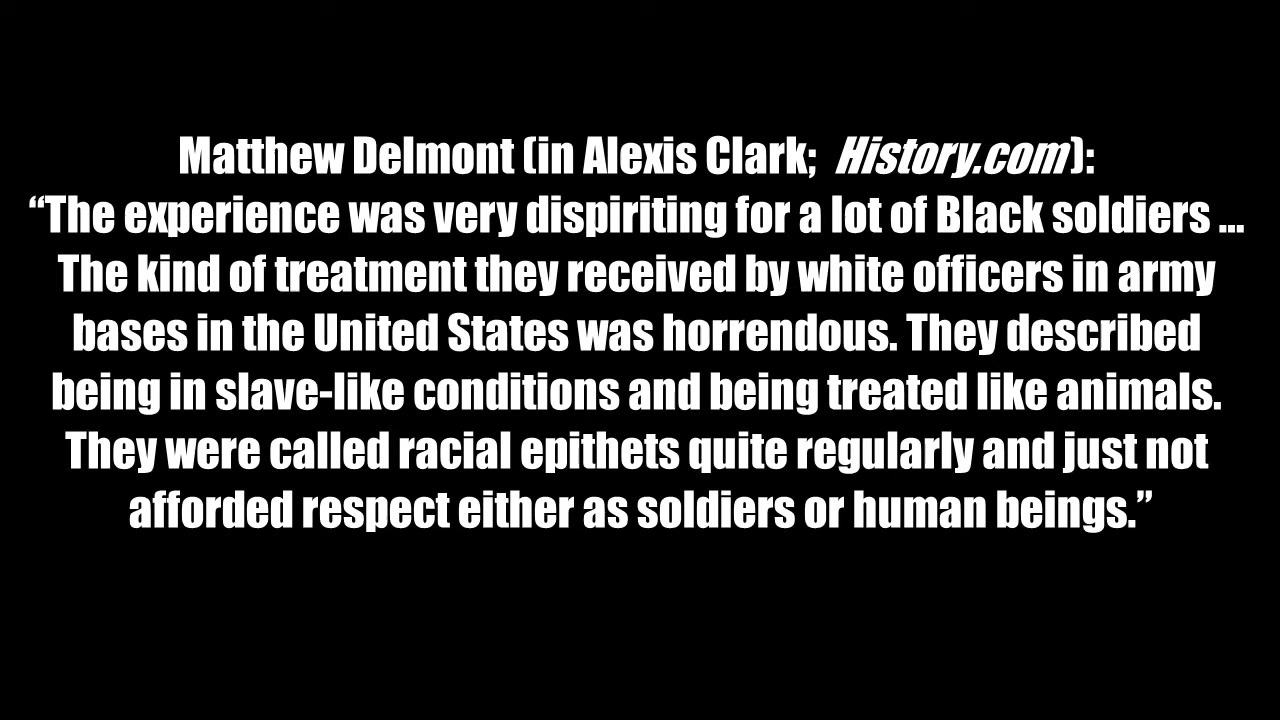 Matthew Delmont (in Alexis Clark; History.com):
“The experience was very dispiriting for a lot of Black soldiers ...
The kind of treatment they received by white officers in army
bases in the United States was horrendous. They described
being in slave-like conditions and being treated like animals.
They were called racial epithets quite regularly and just not
afforded respect either as soldiers or human beings.”